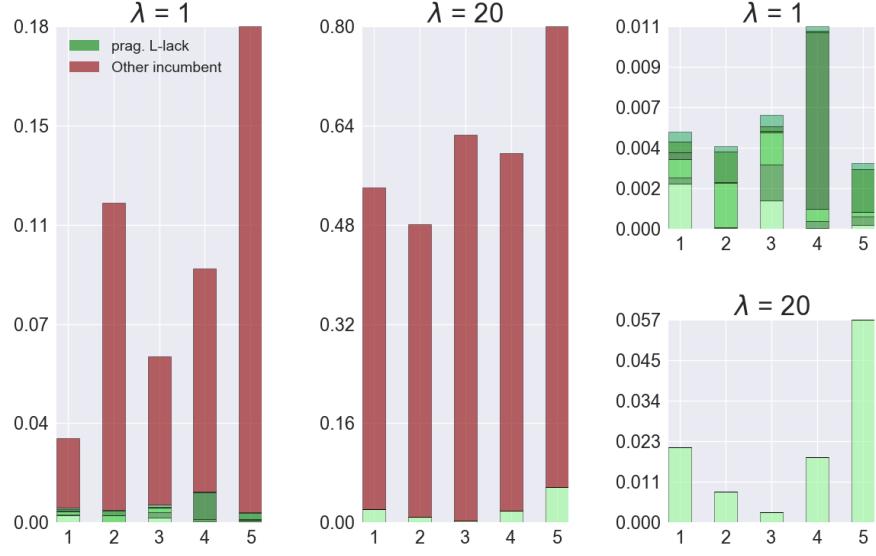 λ = 1
0.18
0.15
0.11
0.07
0.04
0.00
prag. L-lack
Other incumbent
1 2 3 4 5
λ = 20
0.80
0.64
0.48
0.32
0.16
0.00
1 2 3 4 5
λ = 1
0.011
0.009
0.007
0.004
0.002
0.000
1 2 3 4 5
λ = 20
0.057
0.045
0.034
0.023
0.011
0.000
1 2 3 4 5